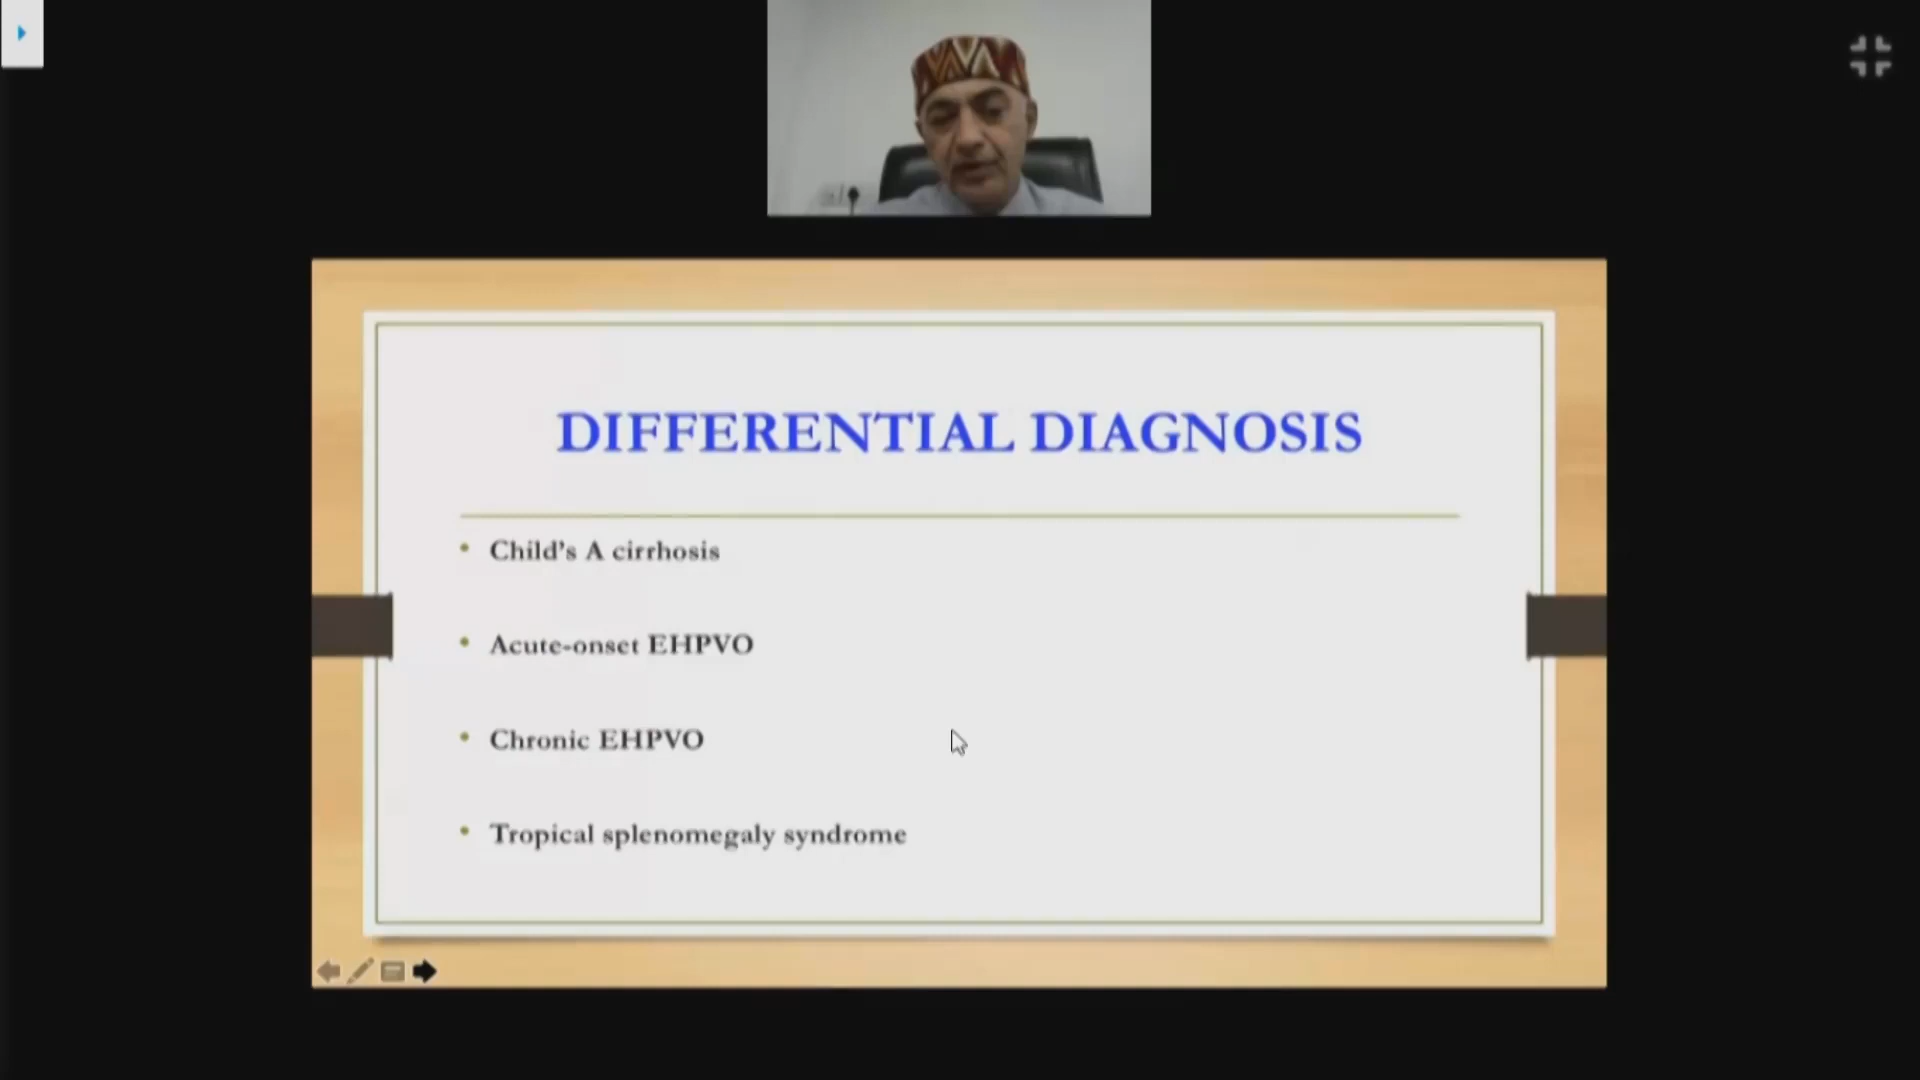 DIFFERENTIAL DIAGNOSIS
• Child’s A cirrhosis
• Acute-onset EHPVO
• Chronic EHPVO
• Tropical splenomegaly syndrome